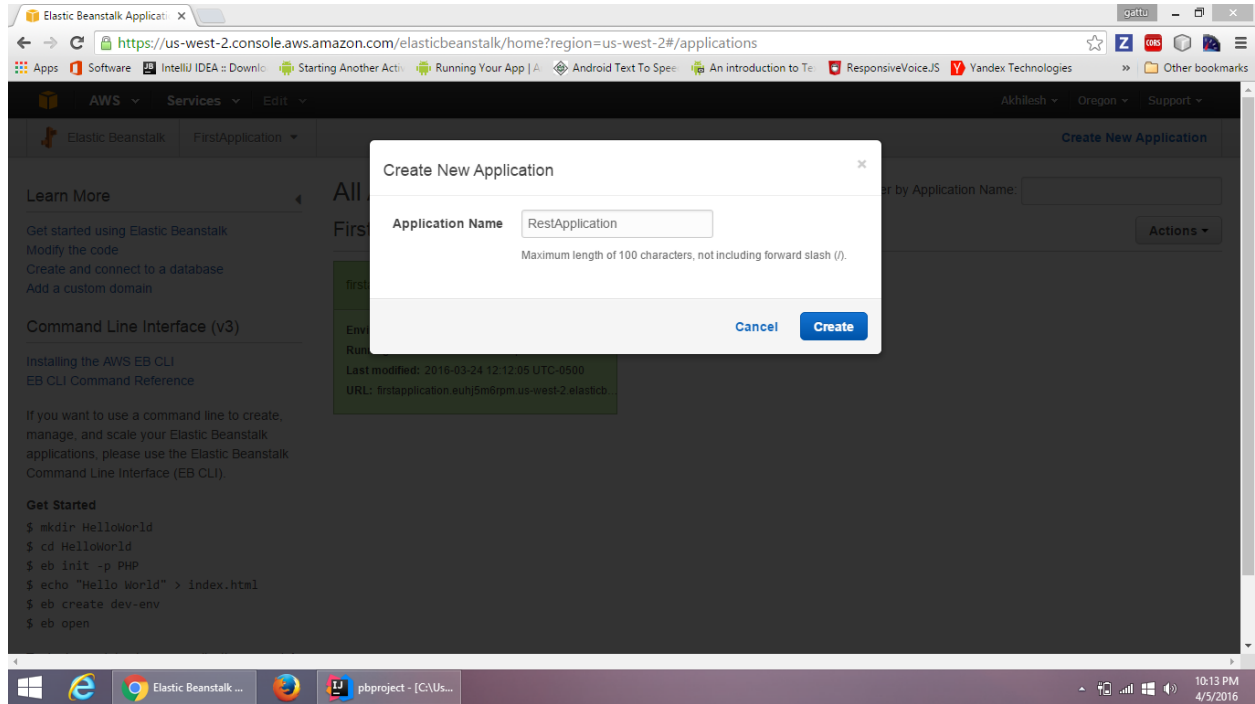 Elastic Beanstalk Applicati
gattu
https://us-west-2.console.aws.amazon.com/elasticbeanstalk/home?region=us-west-2#/applications
Apps Software IntelliJ IDEA :: Downlo Starting Another Activ Running Your App | A Android Text To Spee An introduction to Te ResponsiveVoice.JS Yandex Technologies » Other bookmarks
AWS Services Edit Akhilesh Oregon Support
Elastic Beanstalk FirstApplication Create New Application
Create New Application
Application Name RestApplication
Maximum length of 100 characters, not including forward slash (/).
Cancel Create
Learn More
Get started using Elastic Beanstalk
Modify the code
Create and connect to a database
Add a custom domain
Command Line Interface (v3)
Installing the AWS EB CLI
EB CLI Command Reference
If you want to use a command line to create,
manage, and scale your Elastic Beanstalk
applications, please use the Elastic Beanstalk
Command Line Interface (EB CLI).
Get Started
$ mkdir HelloWorld
$ cd HelloWorld
$ eb init -p PHP
$ echo "Hello World" > index.html
$ eb create dev-env
$ eb open
All
er by Application Name:
First
Actions
first
Envi
Run
Last modified: 2016-03-24 12:12:05 UTC-0500
URL: firstapplication.euhj5m6rpm.us-west-2.elasticb...
Elastic Beanstalk ...
pbproject - [C:\Us...
10:13 PM
4/5/2016